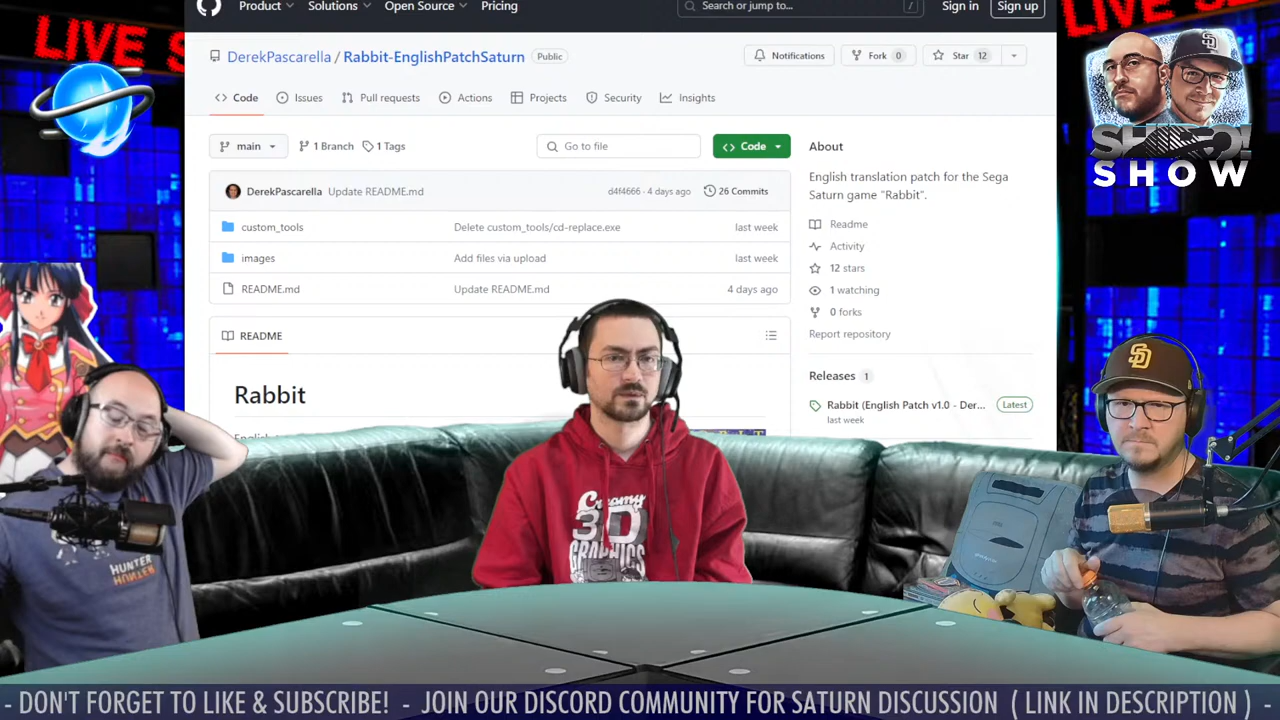 LIVE
LIVE SE
Product
Solutions
Open Source
Pricing
Search or jump to...
/
Sign in
Sign up
DerekPascarella / Rabbit-EnglishPatchSaturn
Public
Notifications
Fork 0
Star 12
Code
Issues
Pull requests
Actions
Projects
Security
Insights
main
1 Branch
1 Tags
Go to file
Code
DerekPascarella Update README.md
d4f4666 · 4 days ago
26 Commits
custom_tools
Delete custom_tools/cd-replace.exe
last week
images
Add files via upload
last week
README.md
Update README.md
4 days ago
README
Rabbit
About
English translation patch for the Sega
Saturn game "Rabbit".
Readme
Activity
12 stars
1 watching
0 forks
Report repository
Releases 1
Rabbit (English Patch v1.0 - Der...
Latest
last week
SHIRO!
SHOW
SD
HUNTER
HUNTER
Creamy
3D
GRAPHICS
- DON'T FORGET TO LIKE & SUBSCRIBE! - JOIN OUR DISCORD COMMUNITY FOR SATURN DISCUSSION ( LINK IN DESCRIPTION ) -